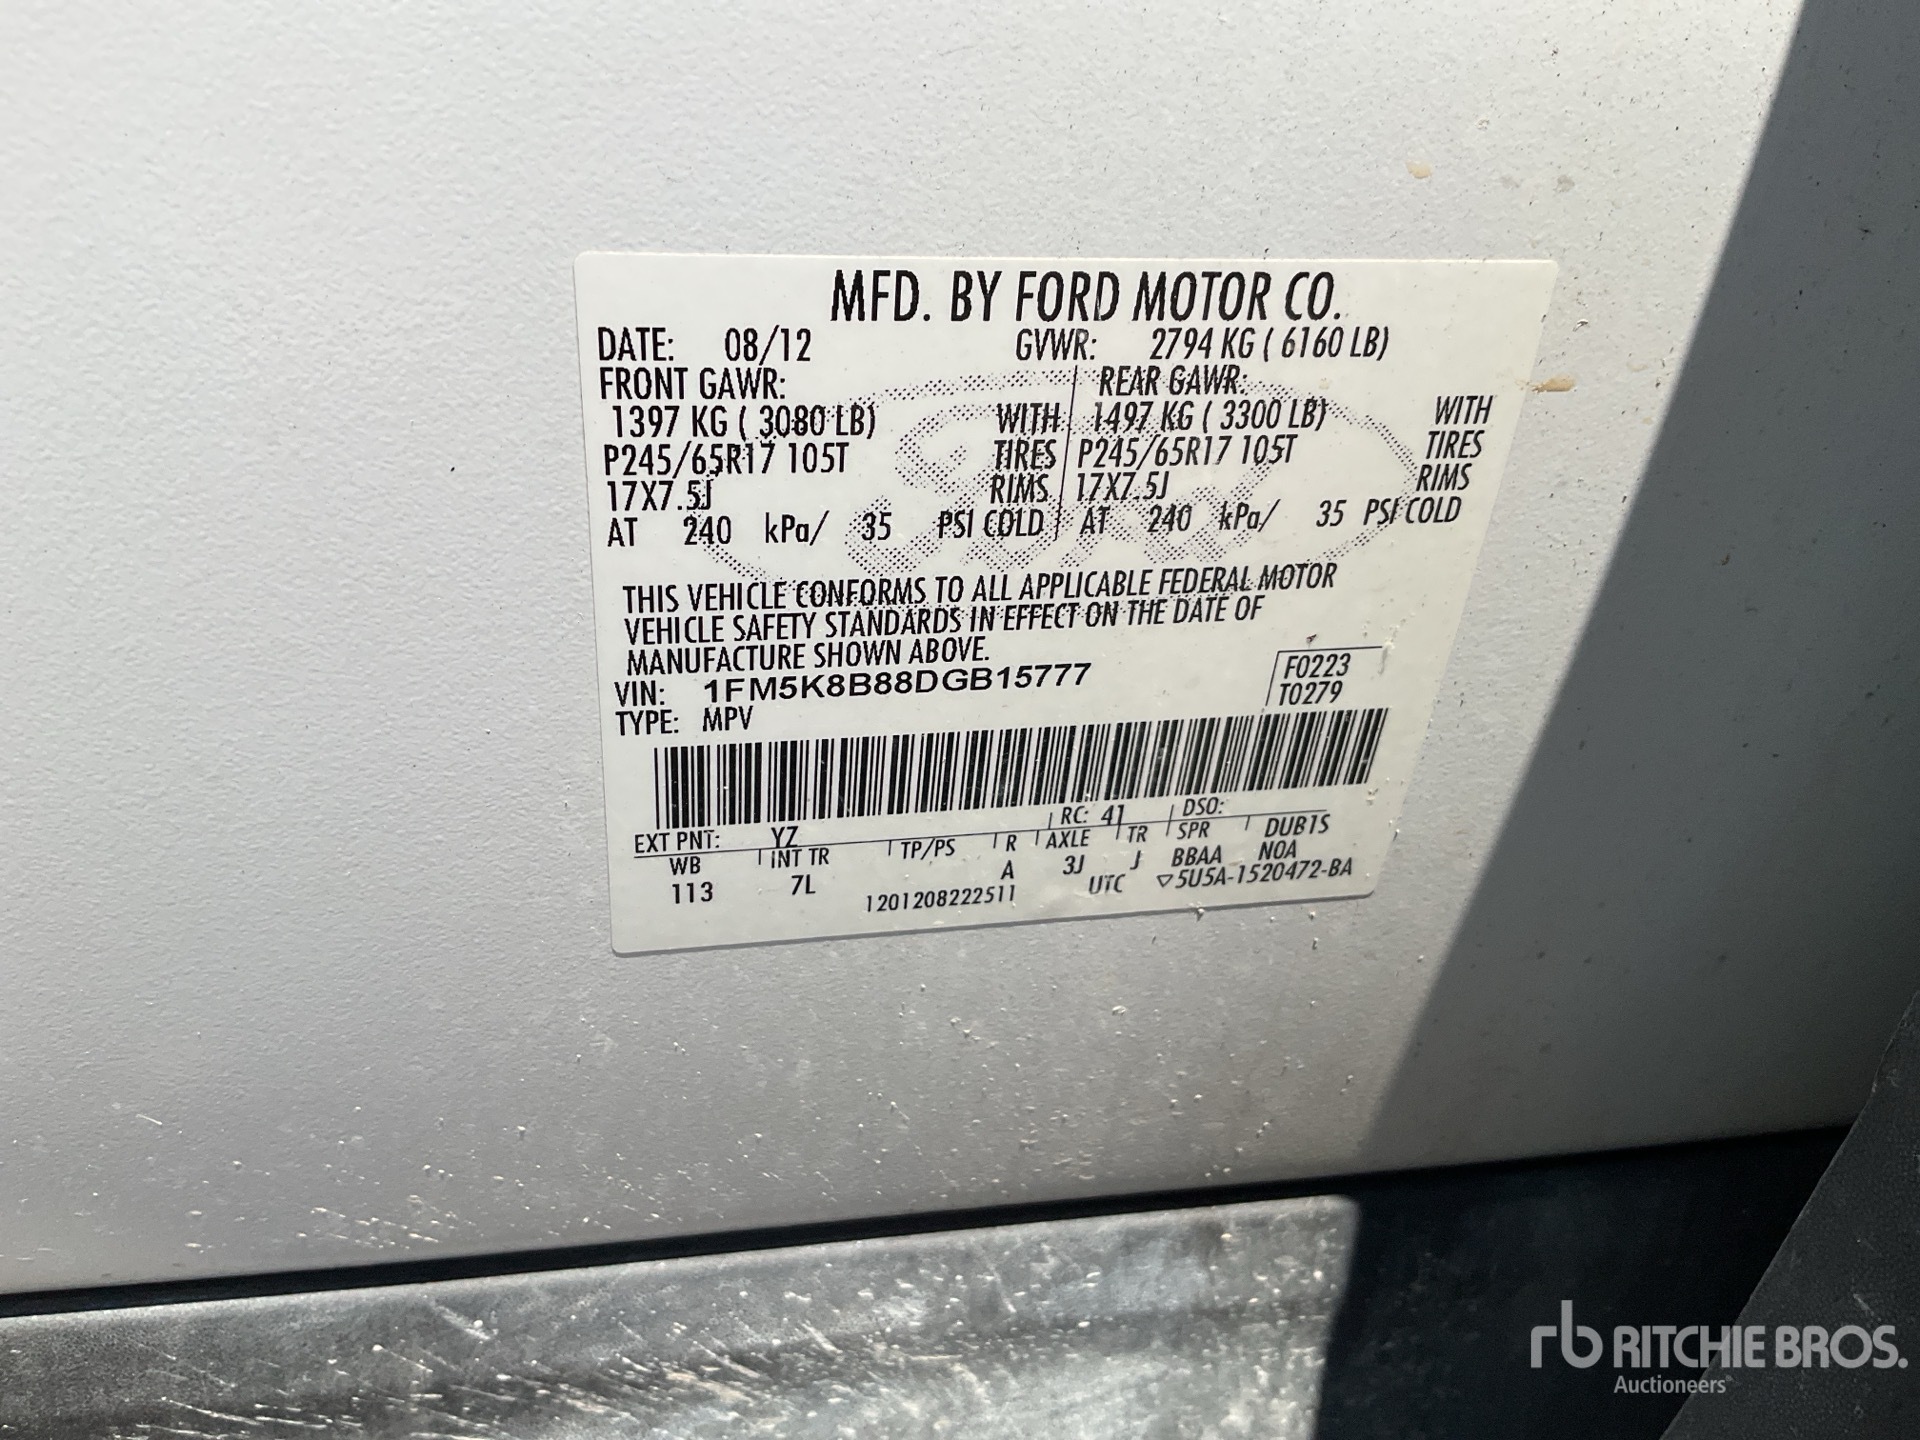 MFD. BY FORD MOTOR CO.
DATE: 08/12 GVWR: 2794 KG ( 6160 LB)
FRONT GAWR: REAR GAWR:
1397 KG ( 3080 LB) WITH 1497 KG ( 3300 LB) WITH
P245/65R17 105T TIRES P245/65R17 105T TIRES
17X7.5J RIMS 17X7.5J RIMS
AT 240 kPa/ 35 PSI COLD AT 240 kPa/ 35 PSI COLD
THIS VEHICLE CONFORMS TO ALL APPLICABLE FEDERAL MOTOR
VEHICLE SAFETY STANDARDS IN EFFECT ON THE DATE OF
MANUFACTURE SHOWN ABOVE.
VIN: 1FM5K8B88DGB15777 F0223
TYPE: MPV T0279
EXT PNT: YZ RC: 41 DSO:
WB INT TR TP/PS R AXLE TR SPR DUB1S
113 7L A 3J J BBAA NOA
1201208222511 UTC ▽5U5A-1520472-BA
rb RITCHIE BROS.
Auctioneers